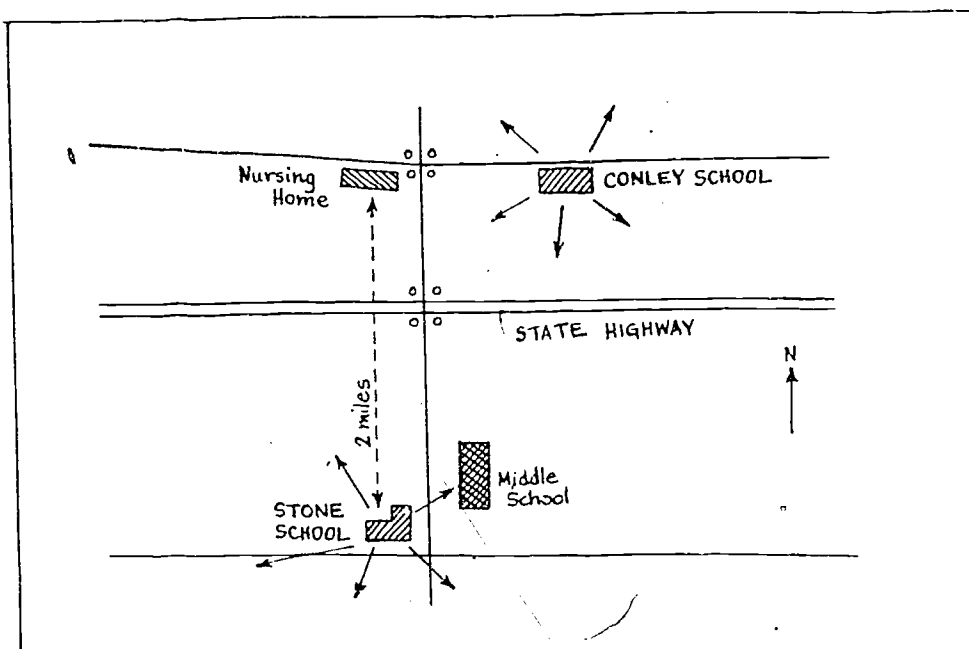 Nursing
Home
CONLEY SCHOOL
STATE HIGHWAY
N
2 miles
Middle
School
STONE
SCHOOL